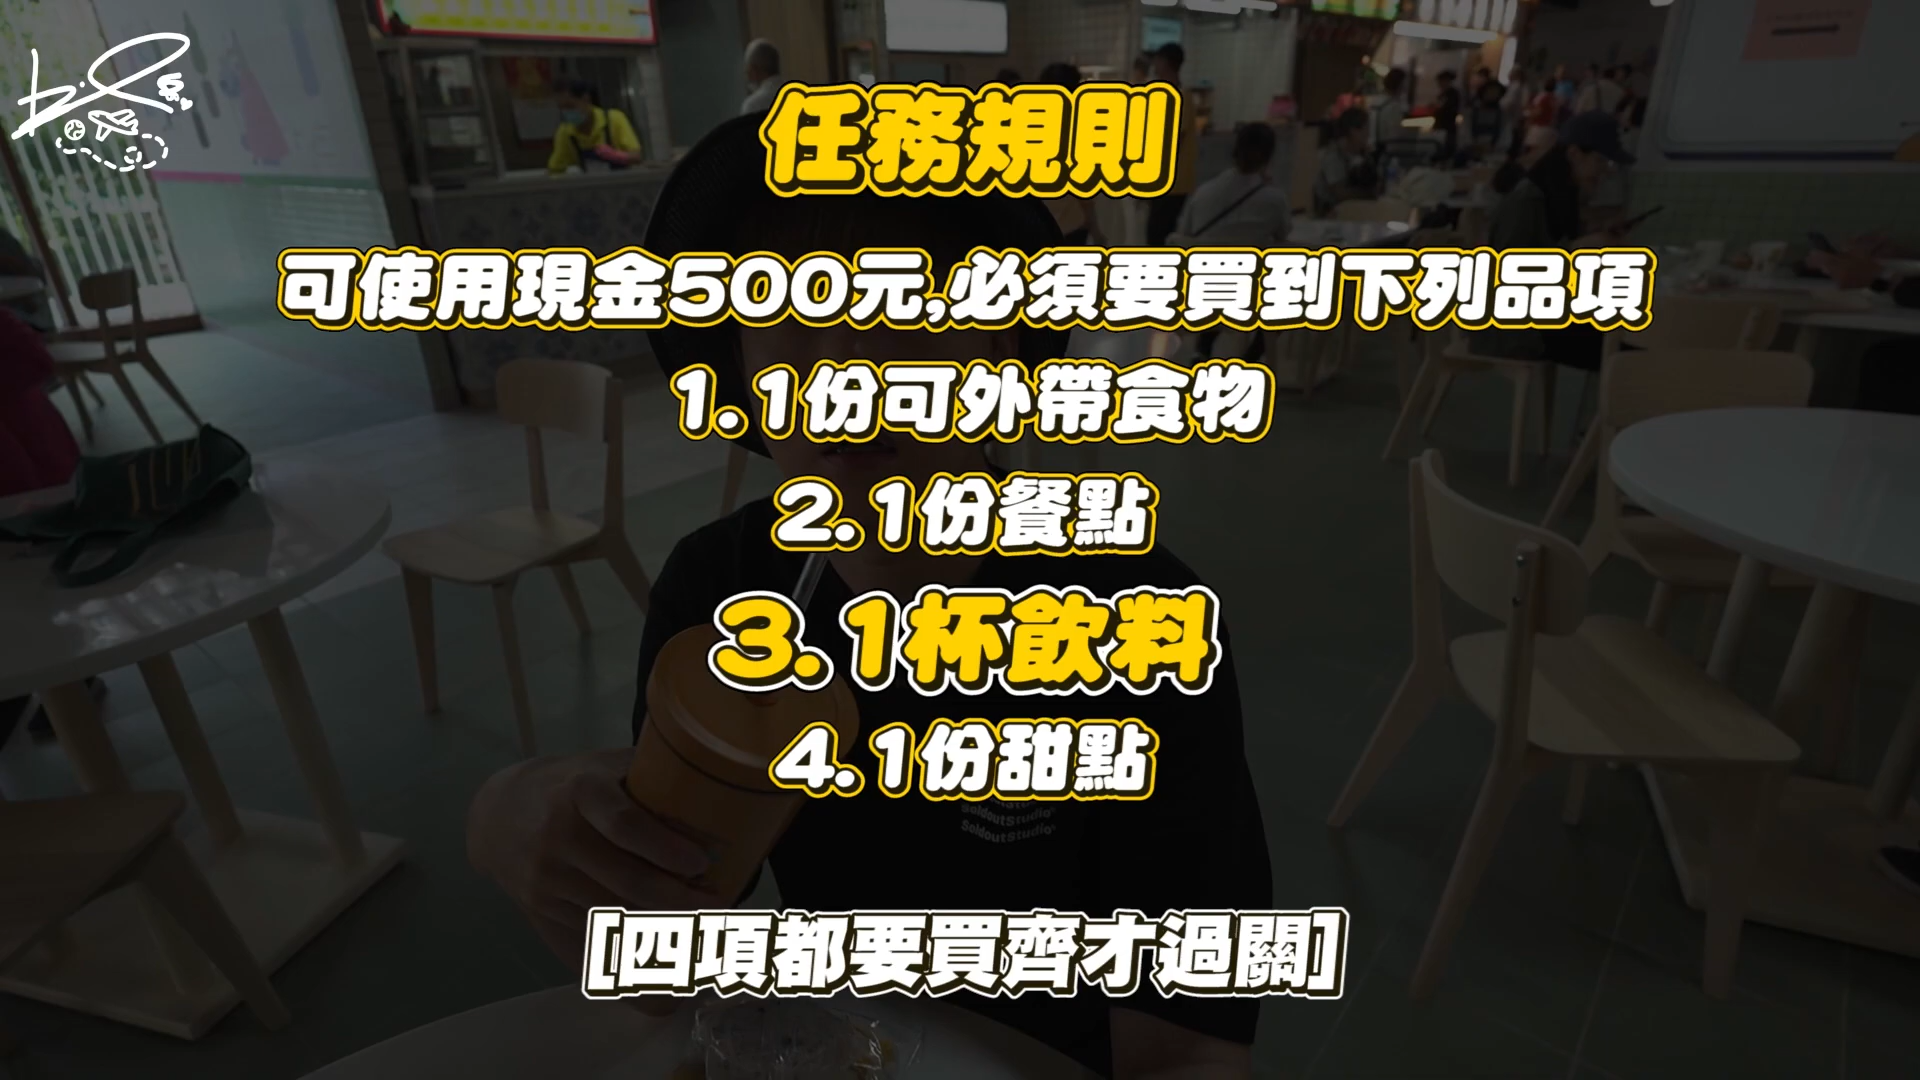 任務規則
可使用現金500元,必須要買到下列品項
1.1份可外帶食物
2.1份餐點
3.1杯飲料
4.1份甜點
SoldoutStudio
SoldoutStudio
[四項都要買齊才過關]